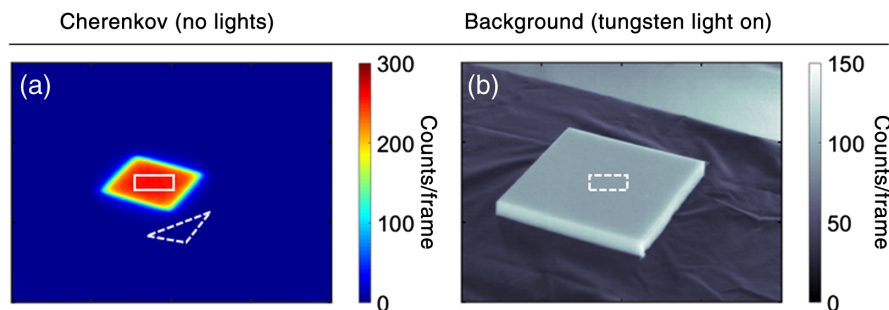 Cherenkov (no lights)
Background (tungsten light on)
(a)
300
200
100
0
Counts/frame
(b)
150
100
50
0
Counts/frame